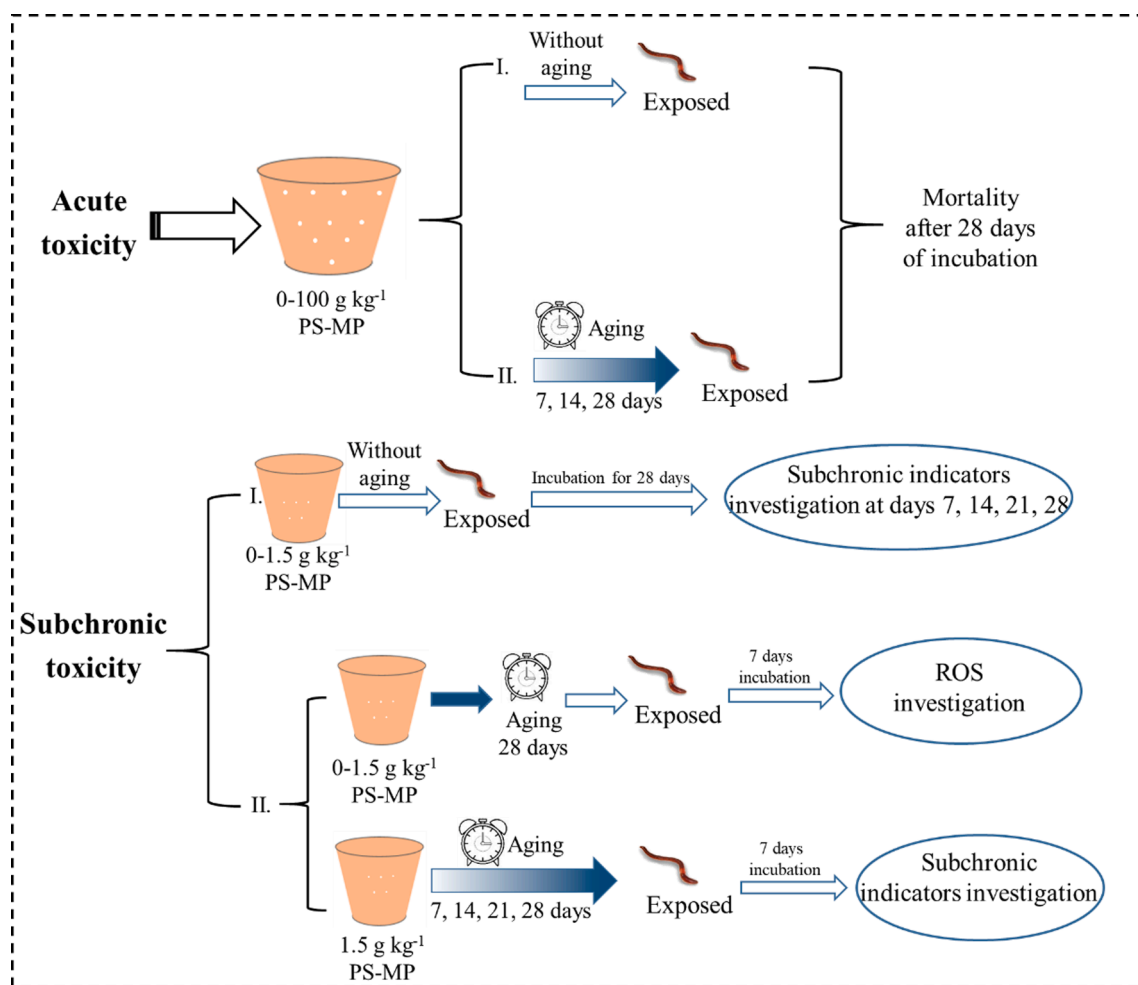 Acute
toxicity
0-100 g kg⁻¹
PS-MP
I.
Without
aging
Exposed
II.
Aging
7, 14, 28 days
Exposed
Mortality
after 28 days
of incubation
Subchronic
toxicity
I.
0-1.5 g kg⁻¹
PS-MP
Without
aging
Exposed
Incubation for 28 days
Subchronic indicators
investigation at days 7, 14, 21, 28
II.
0-1.5 g kg⁻¹
PS-MP
Aging
28 days
Exposed
7 days
incubation
ROS
investigation
1.5 g kg⁻¹
PS-MP
Aging
7, 14, 21, 28 days
Exposed
7 days
incubation
Subchronic
indicators investigation